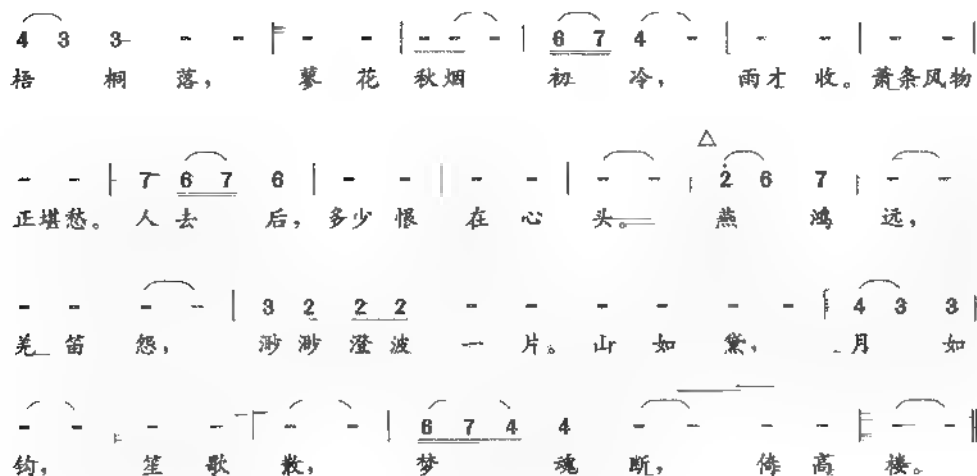 4 3 3- - - - - - - - 6 7 4 - - - - -
梧 桐 落， 蓼 花 秋烟 初 冷， 雨才 收。萧条风物
- - 7 6 7 6 - - - - - - 2 6 7 - -
正堪愁。人 去 后，多少 恨 在 心 头。 燕 鸿 远，
- - - - 3 2 2 2 - - - - - - 4 3 3
羌 笛 怨， 渺 渺 澄 波 一 片。山 如 黛， 月 如
- - - - - - 6 7 4 4 - - - - - -
钩， 笙 歌 散， 梦 魂 断， 倚 高 楼。